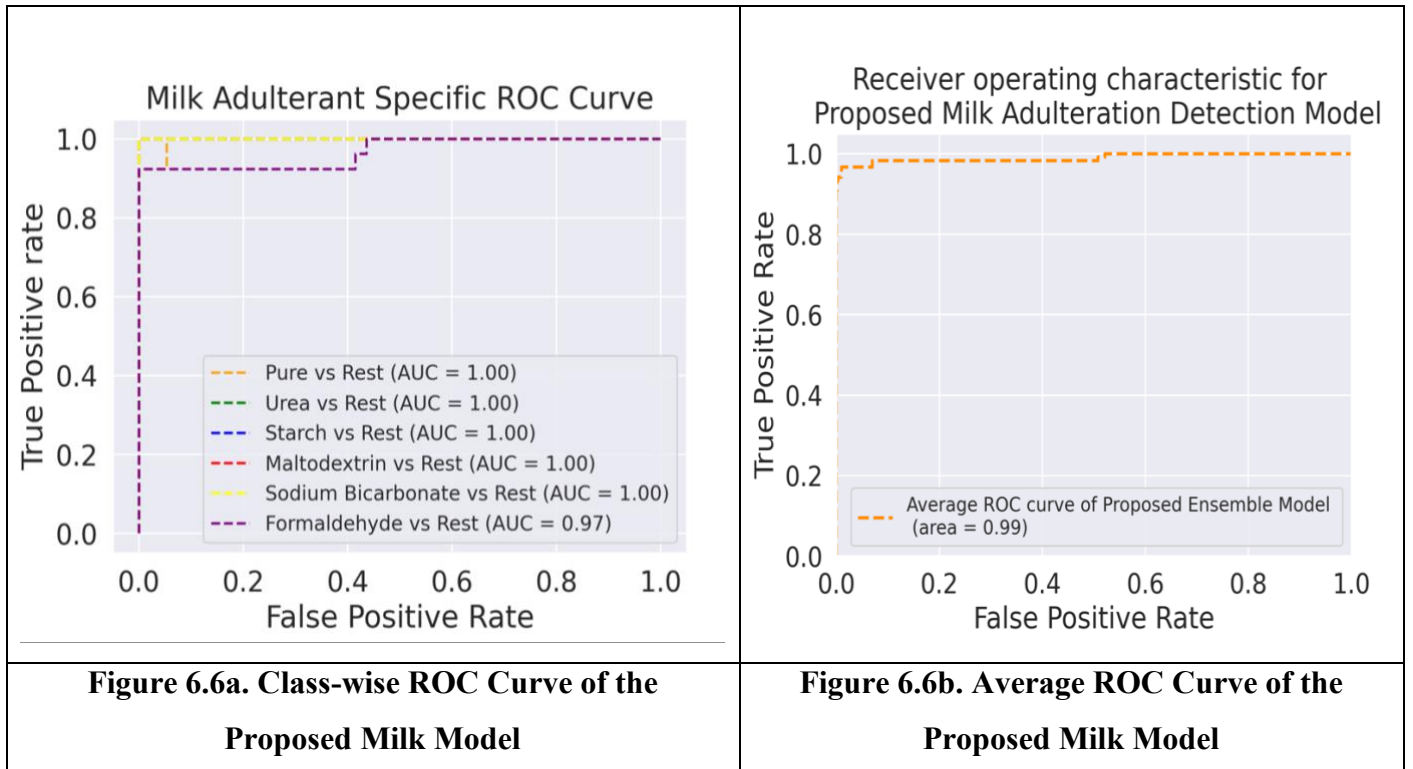 Milk Adulterant Specific ROC Curve
True Positive rate
1.0
0.8
0.6
0.4
0.2
0.0
Pure vs Rest (AUC = 1.00)
Urea vs Rest (AUC = 1.00)
Starch vs Rest (AUC = 1.00)
Maltodextrin vs Rest (AUC = 1.00)
Sodium Bicarbonate vs Rest (AUC = 1.00)
Formaldehyde vs Rest (AUC = 0.97)
0.0 0.2 0.4 0.6 0.8 1.0
False Positive Rate
Figure 6.6a. Class-wise ROC Curve of the
Proposed Milk Model
Receiver operating characteristic for
Proposed Milk Adulteration Detection Model
True Positive Rate
1.0
0.8
0.6
0.4
0.2
0.0
Average ROC curve of Proposed Ensemble Model
(area = 0.99)
0.0 0.2 0.4 0.6 0.8 1.0
False Positive Rate
Figure 6.6b. Average ROC Curve of the
Proposed Milk Model